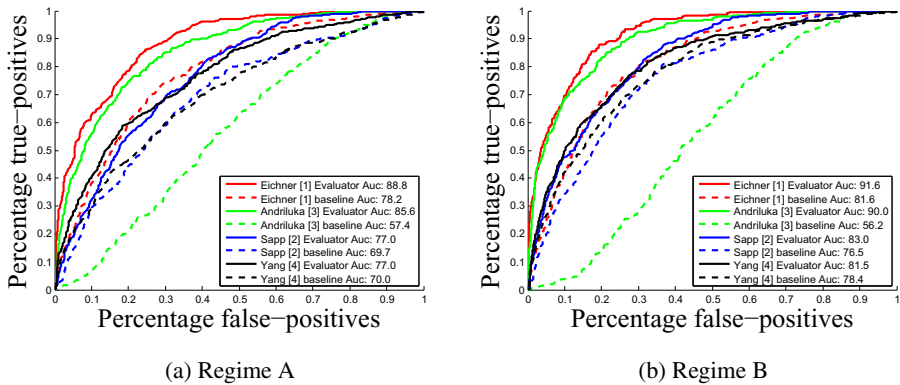 Percentage true−positives
1
0.9
0.8
0.7
0.6
0.5
0.4
0.3
0.2
0.1
0
0 0.1 0.2 0.3 0.4 0.5 0.6 0.7 0.8 0.9 1
Eichner [1] Evaluator Auc: 88.8
Eichner [1] baseline Auc: 78.2
Andriluka [3] Evaluator Auc: 85.6
Andriluka [3] baseline Auc: 57.4
Sapp [2] Evaluator Auc: 77.0
Sapp [2] baseline Auc: 69.7
Yang [4] Evaluator Auc: 77.0
Yang [4] baseline Auc: 70.0
Percentage false−positives
(a) Regime A
Percentage true−positives
1
0.9
0.8
0.7
0.6
0.5
0.4
0.3
0.2
0.1
0
0 0.1 0.2 0.3 0.4 0.5 0.6 0.7 0.8 0.9 1
Eichner [1] Evaluator Auc: 91.6
Eichner [1] baseline Auc: 81.6
Andriluka [3] Evaluator Auc: 90.0
Andriluka [3] baseline Auc: 56.2
Sapp [2] Evaluator Auc: 83.0
Sapp [2] baseline Auc: 76.5
Yang [4] Evaluator Auc: 81.5
Yang [4] baseline Auc: 78.4
Percentage false−positives
(b) Regime B